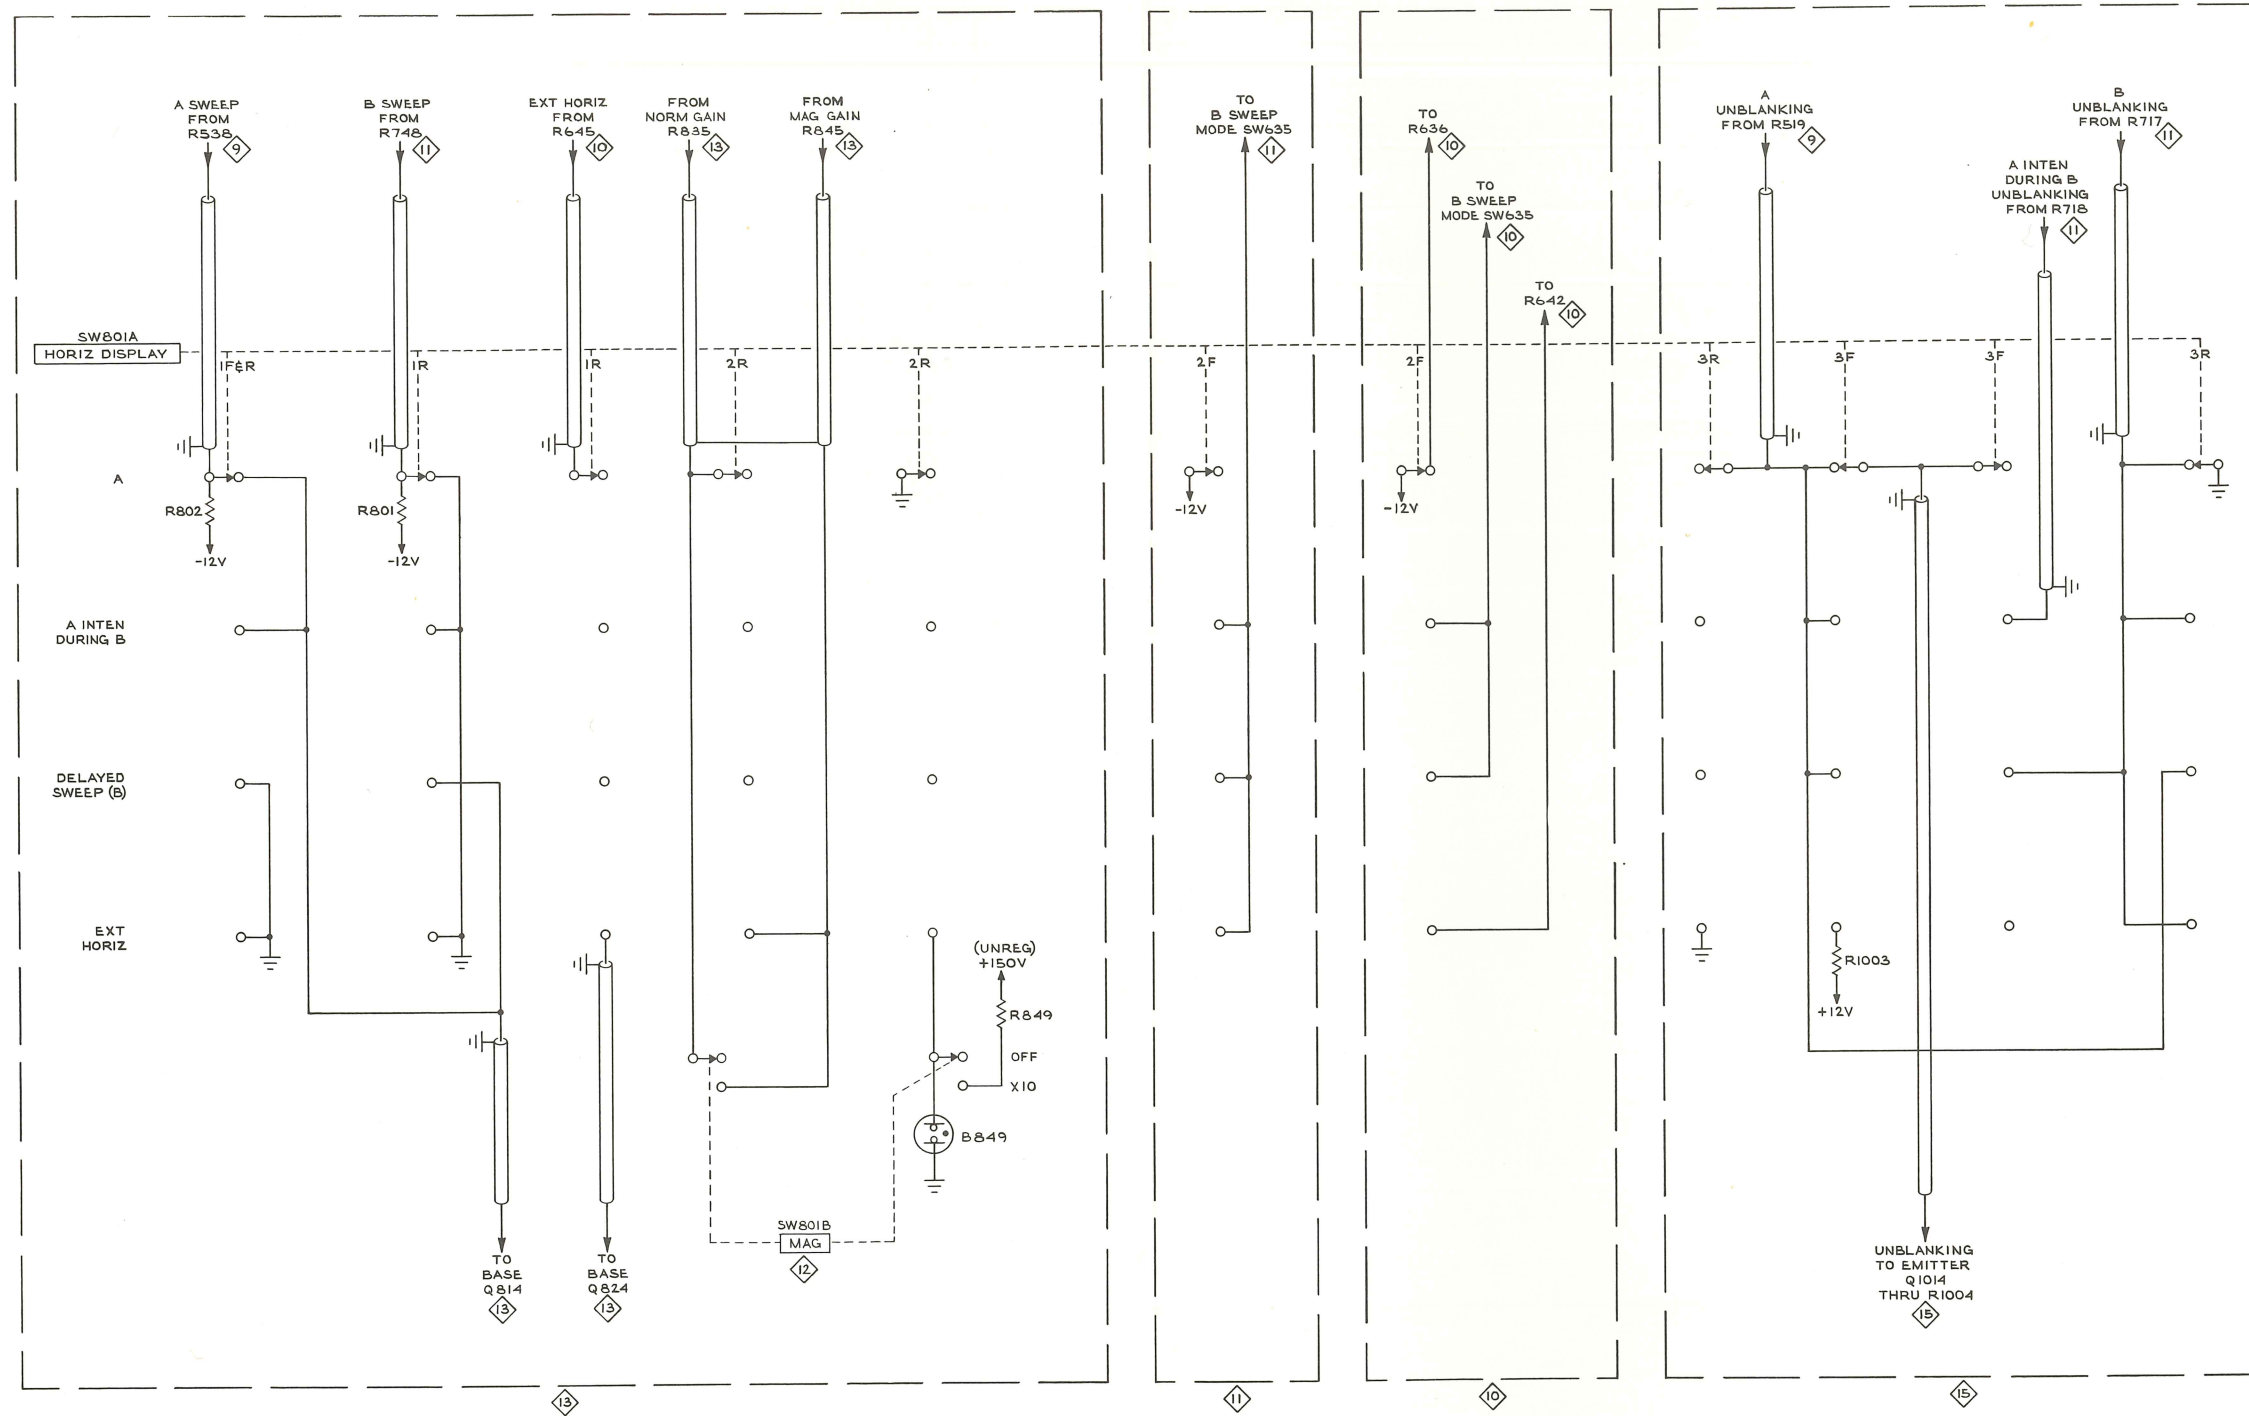 A SWEEP
FROM
R538
9
B SWEEP
FROM
R748
11
EXT HORIZ
FROM
R645
10
FROM
NORM GAIN
R835
13
FROM
MAG GAIN
R845
13
TO
B SWEEP
MODE SW635
11
TO
R636
10
TO
B SWEEP
MODE SW635
10
TO
R642
10
A
UNBLANKING
FROM R519
9
A INTEN
DURING B
UNBLANKING
FROM R718
11
B
UNBLANKING
FROM R717
11
SW801A
HORIZ DISPLAY
1F&R
1R
1R
2R
2R
2F
2F
3R
3F
3F
3R
A
R802
-12V
R801
-12V
-12V
-12V
A INTEN
DURING B
DELAYED
SWEEP (B)
EXT
HORIZ
(UNREG)
+150V
R849
OFF
X10
B849
R1003
+12V
SW801B
MAG
12
TO
BASE
Q814
13
TO
BASE
Q824
13
UNBLANKING
TO EMITTER
Q1014
THRU R1004
15
13
11
10
15